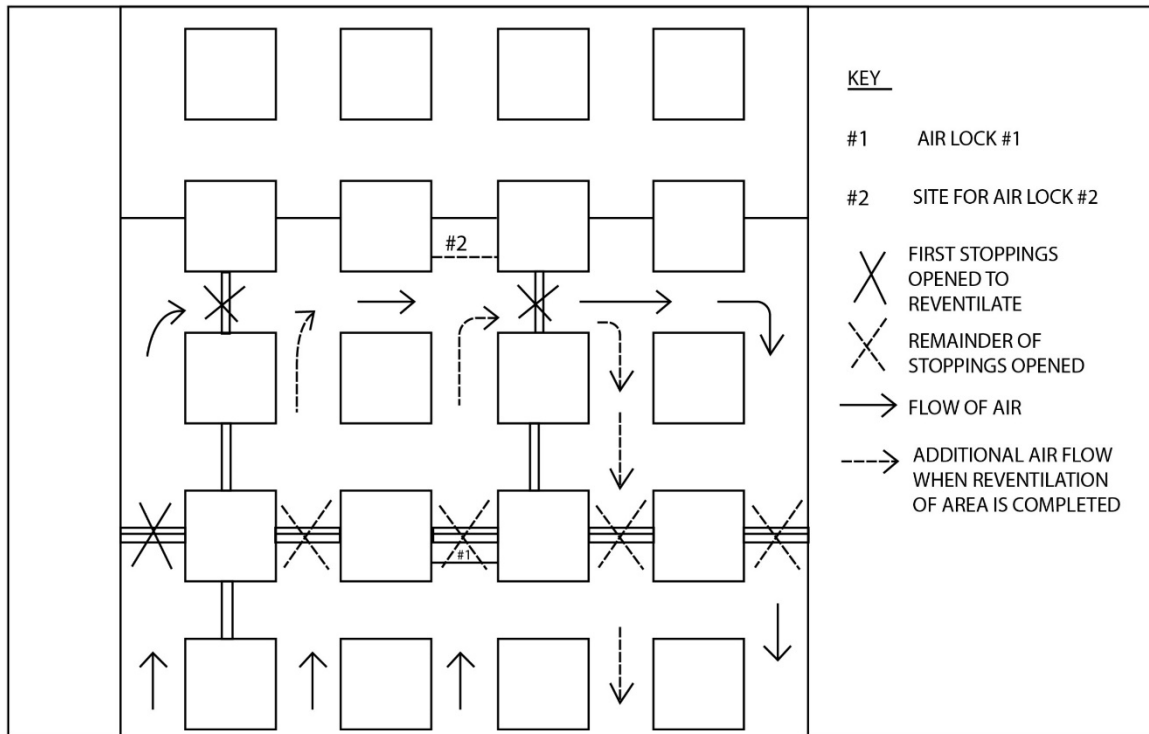 KEY
#1 AIR LOCK #1
#2 SITE FOR AIR LOCK #2
FIRST STOPPINGS
OPENED TO
REVENTILATE
REMAINDER OF
STOPPINGS OPENED
FLOW OF AIR
ADDITIONAL AIR FLOW
WHEN REVENTILATION
OF AREA IS COMPLETED
#2
#1